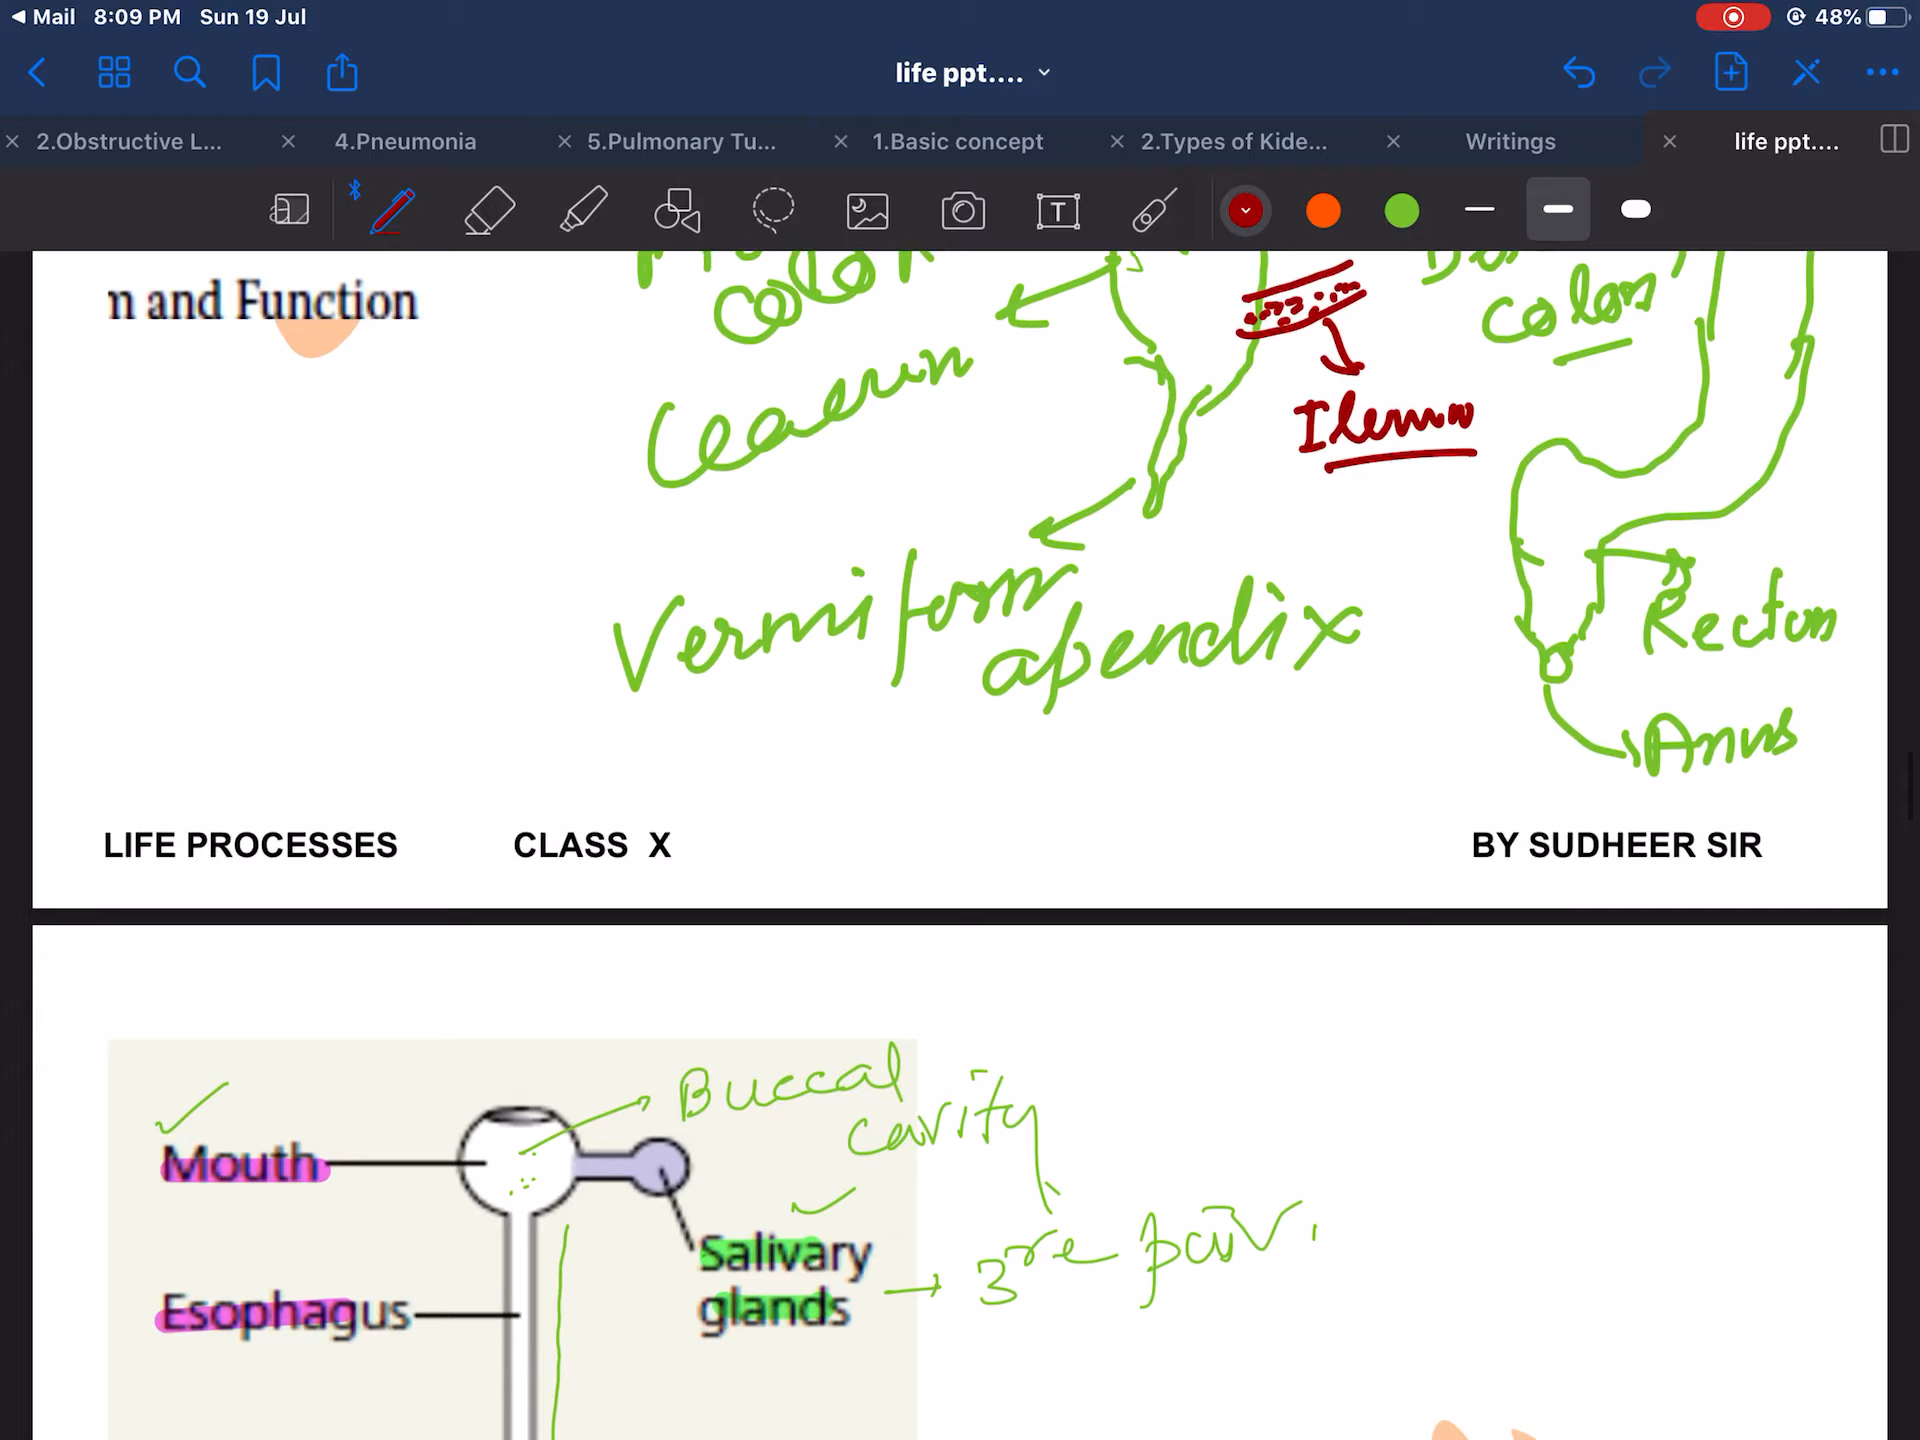 Mail 8:09 PM Sun 19 Jul 48%
life ppt....
2.Obstructive L... 4.Pneumonia 5.Pulmonary Tu... 1.Basic concept 2.Types of Kide... Writings life ppt....
T
n and Function
colon
colon
Ceacum
Ileum
Vermiform
apendix
Rectum
Anus
LIFE PROCESSES CLASS X BY SUDHEER SIR
Buccal
cavity
Mouth
Salivary
glands → 3
Esophagus